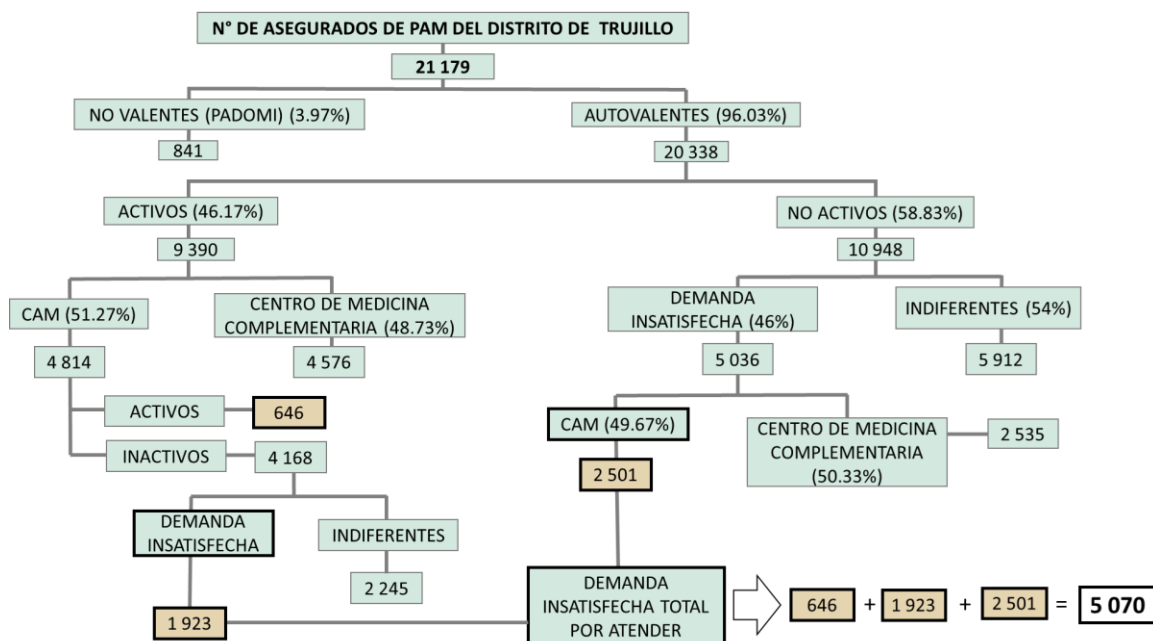 N° DE ASEGURADOS DE PAM DEL DISTRITO DE TRUJILLO
21 179
NO VALENTES (PADOMI) (3.97%)
AUTOVALENTES (96.03%)
841
20 338
ACTIVOS (46.17%)
NO ACTIVOS (58.83%)
9 390
10 948
CAM (51.27%)
CENTRO DE MEDICINA
COMPLEMENTARIA (48.73%)
DEMANDA
INSATISFECHA (46%)
INDIFERENTES (54%)
4 814
4 576
5 036
5 912
ACTIVOS
646
CAM (49.67%)
CENTRO DE MEDICINA
COMPLEMENTARIA
(50.33%)
2 535
INACTIVOS
4 168
2 501
DEMANDA
INSATISFECHA
INDIFERENTES
2 245
1 923
DEMANDA
INSATISFECHA TOTAL
POR ATENDER
646 + 1 923 + 2 501 = 5 070